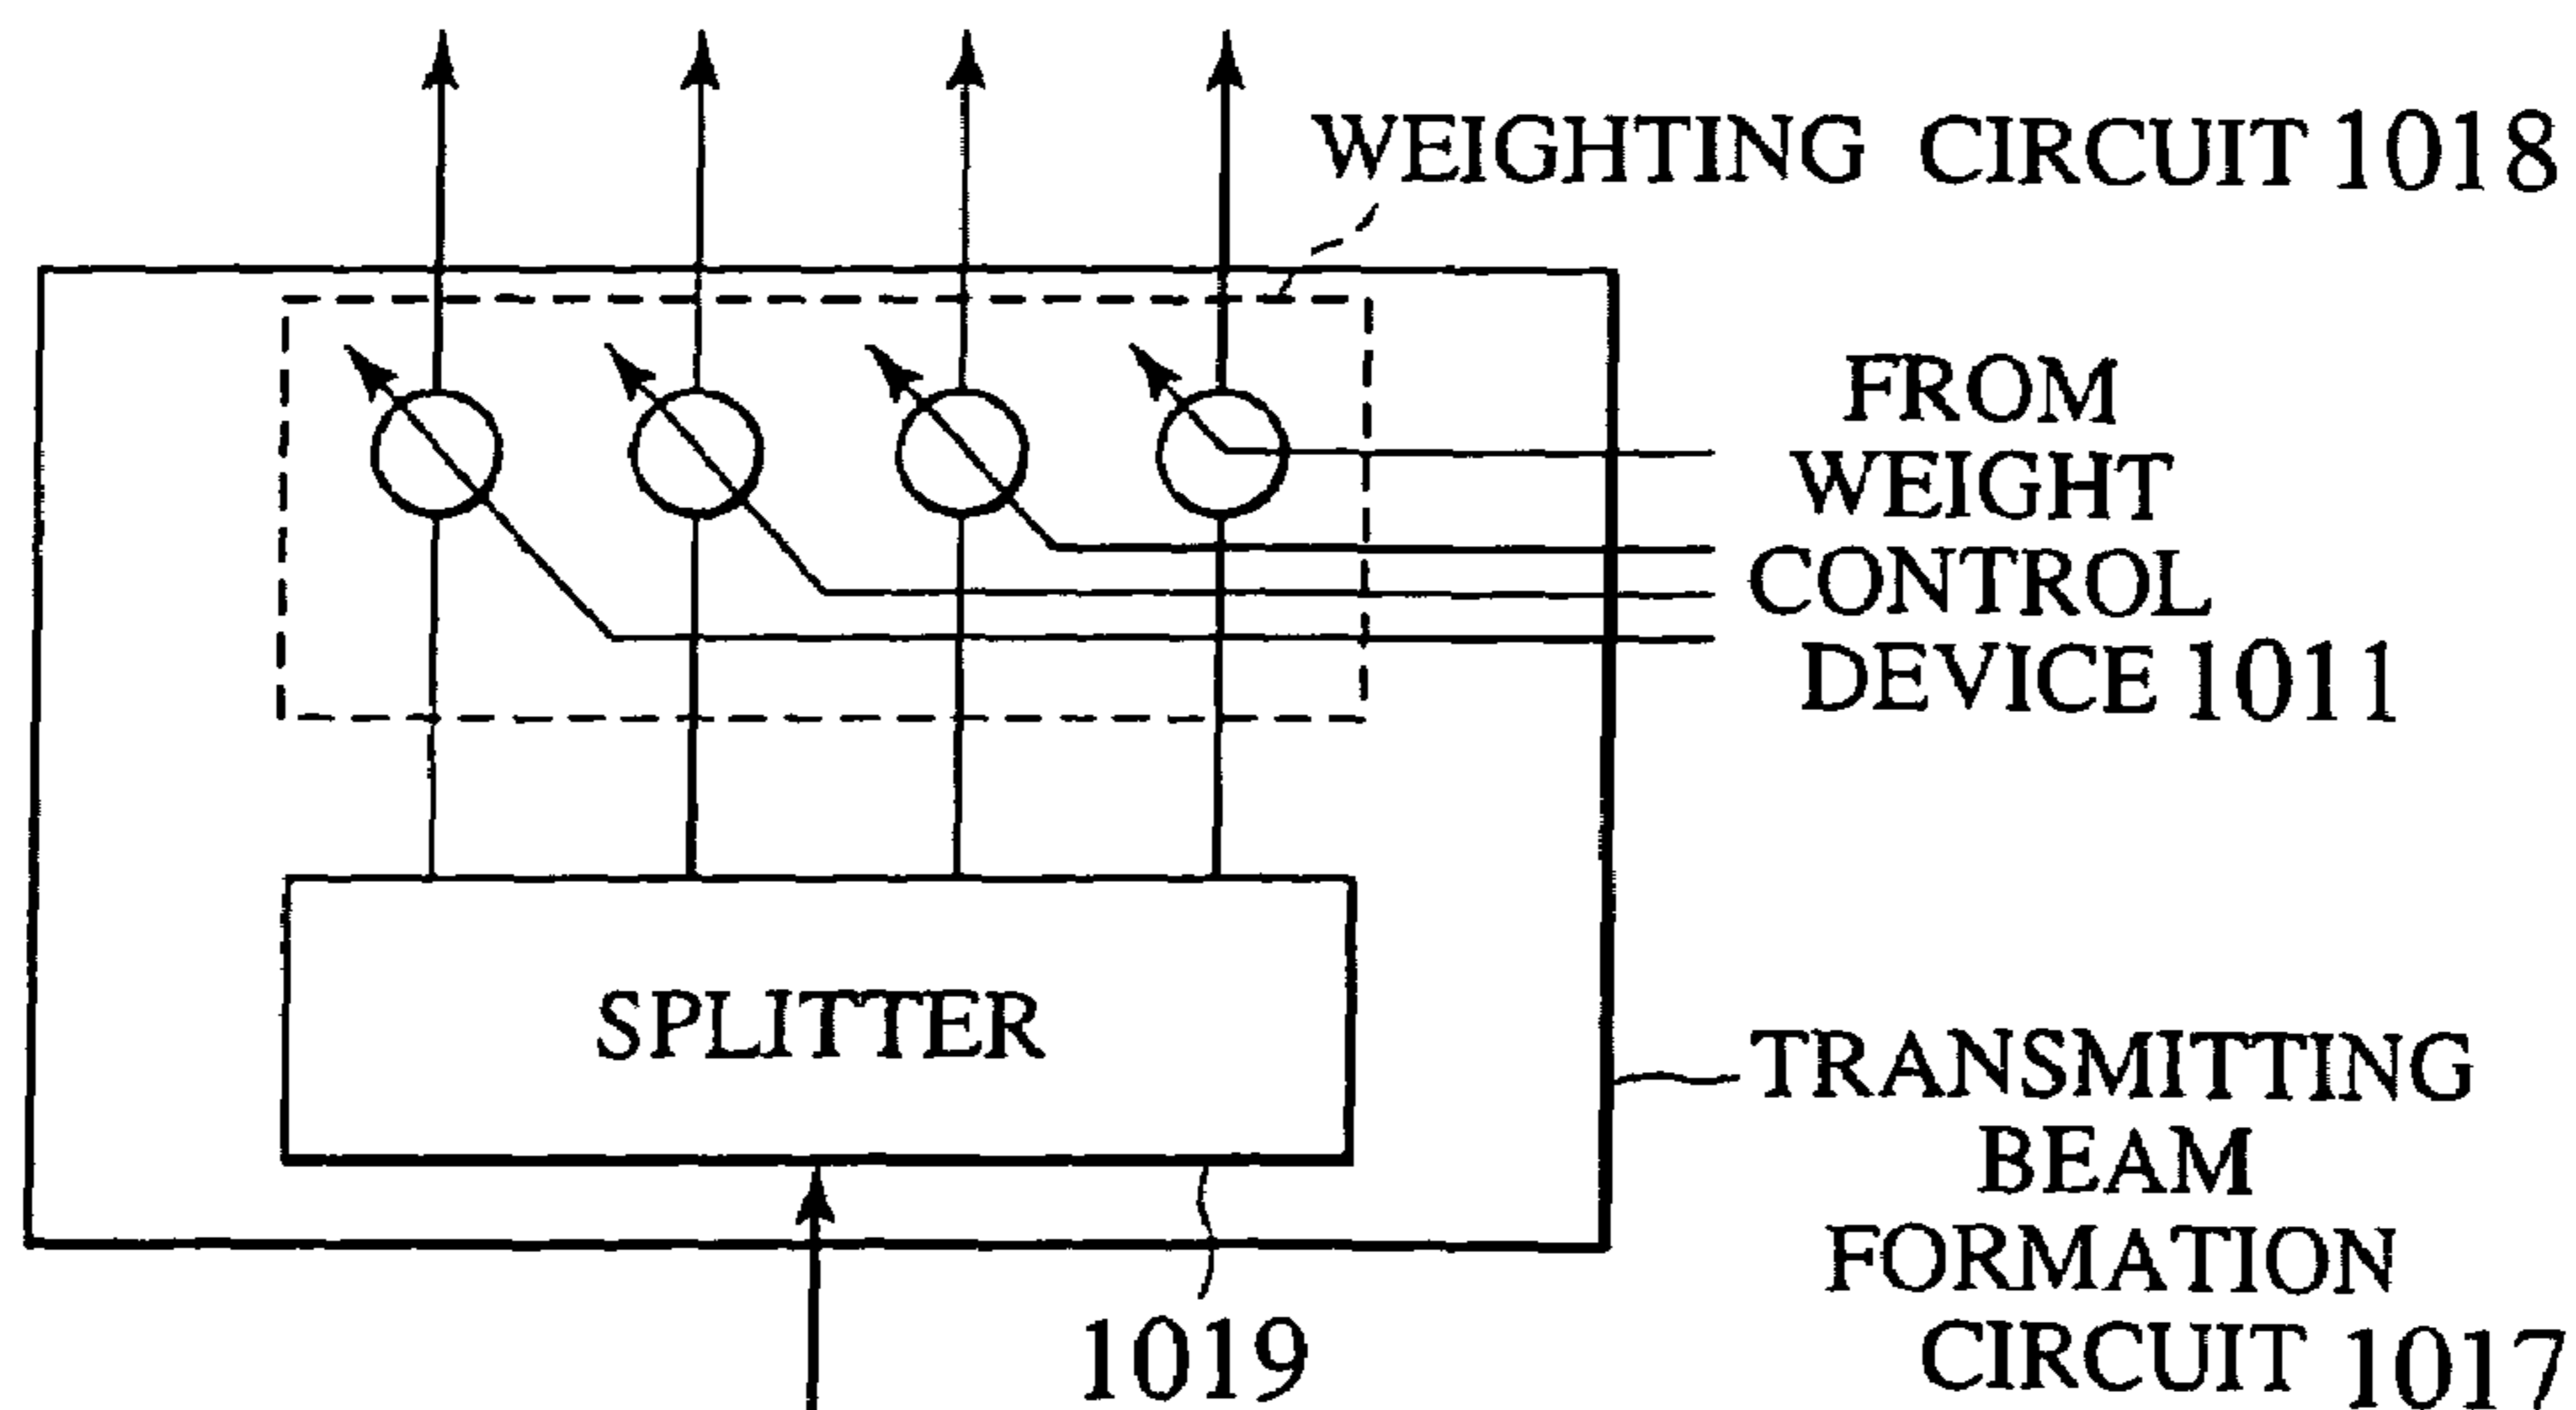 WEIGHTING CIRCUIT 1018
FROM
WEIGHT
CONTROL
DEVICE 1011
SPLITTER
TRANSMITTING
BEAM
FORMATION
CIRCUIT 1017
1019